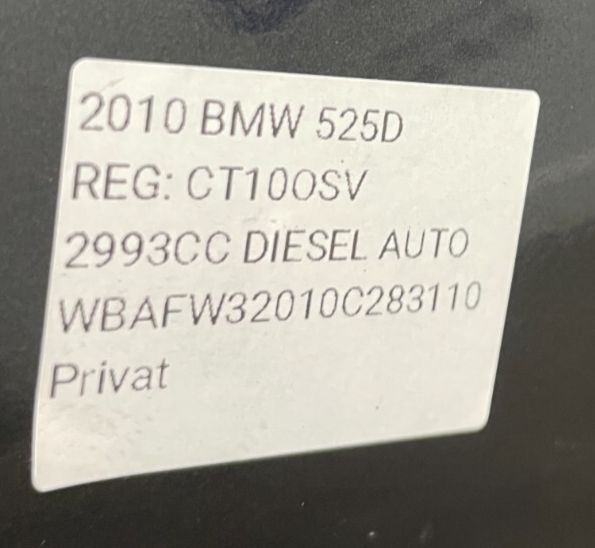 2010 BMW 525D
REG: CT10OSV
2993CC DIESEL AUTO
WBAFW32010C283110
Privat